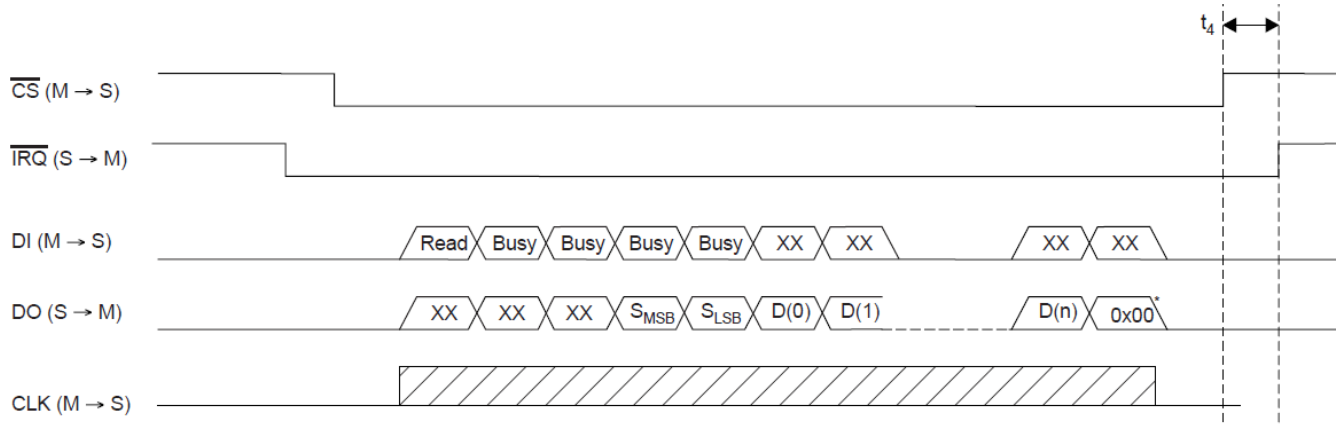 t4
CS (M → S)
IRQ (S → M)
DI (M → S) Read Busy Busy Busy Busy XX XX XX XX
DO (S → M) XX XX XX SMSB SLSB D(0) D(1) D(n) 0x00*
CLK (M → S)